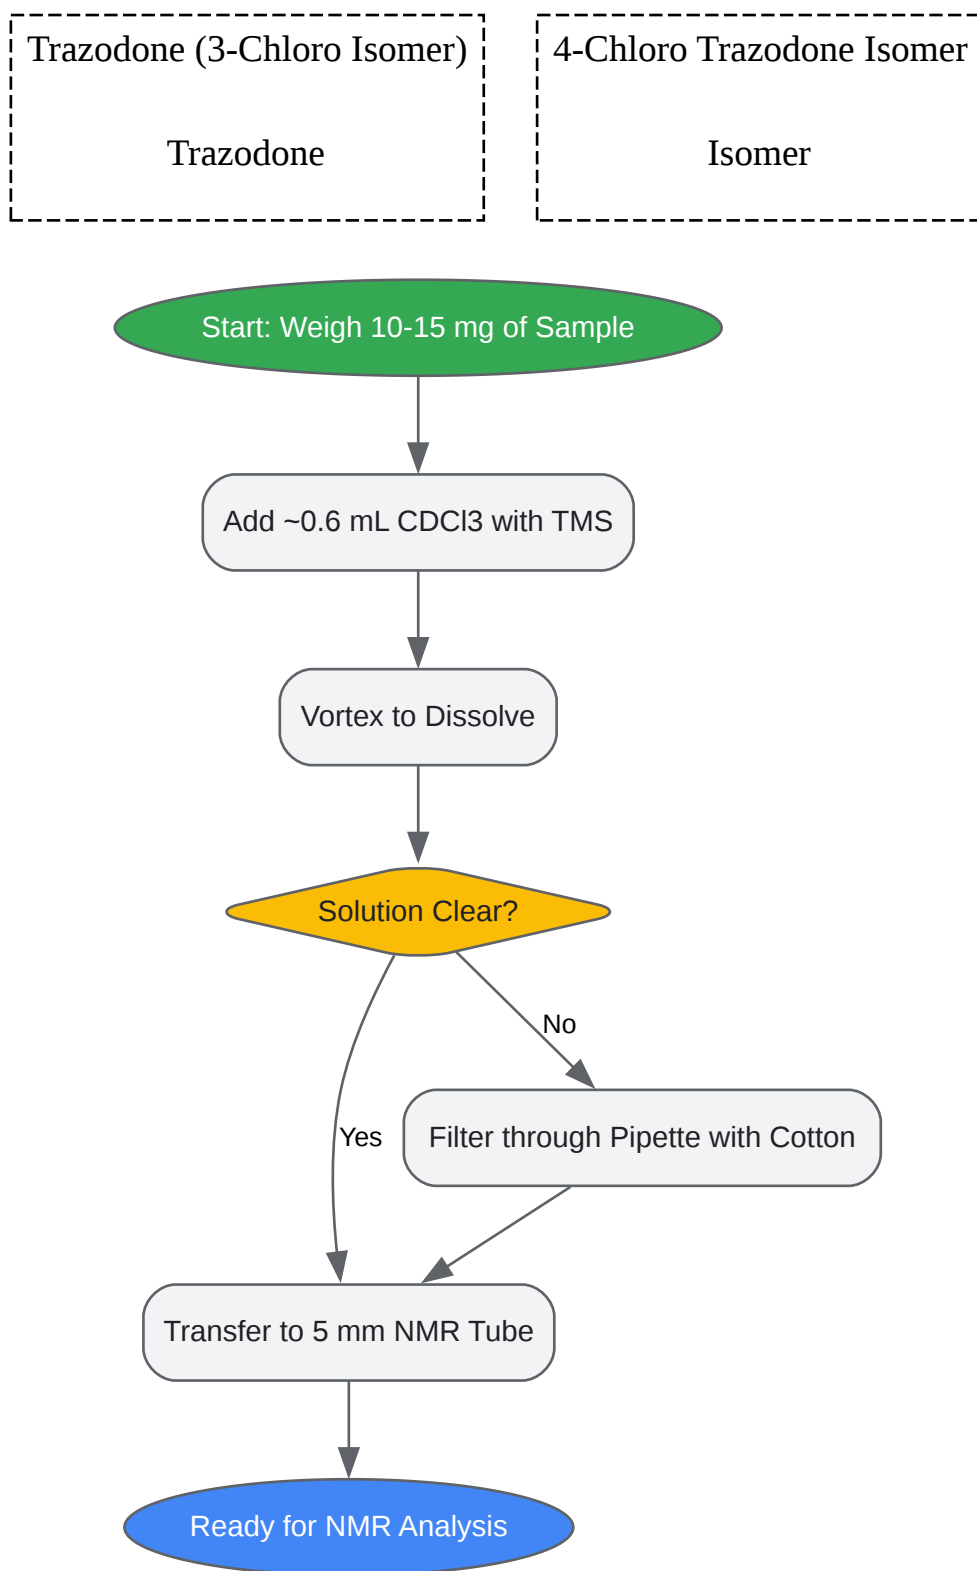 Trazodone (3-Chloro Isomer)
Trazodone
4-Chloro Trazodone Isomer
Isomer
Start: Weigh 10-15 mg of Sample
Add ~0.6 mL CDCl3 with TMS
Vortex to Dissolve
Solution Clear?
No
Yes
Filter through Pipette with Cotton
Transfer to 5 mm NMR Tube
Ready for NMR Analysis